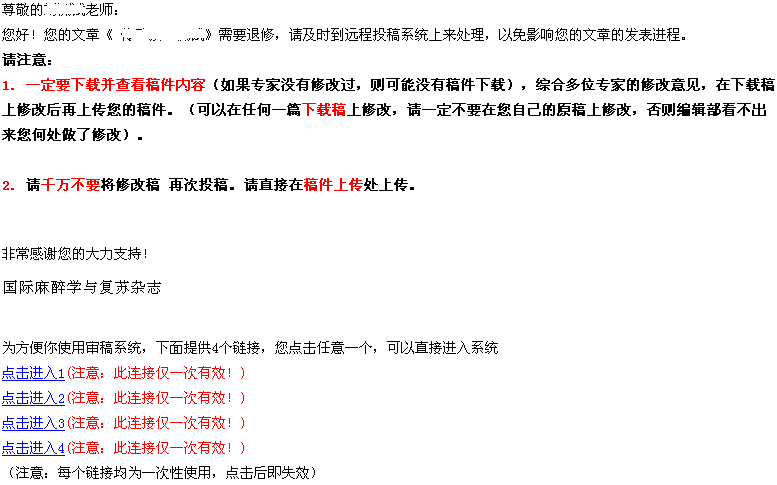 尊敬的老师：
您好！您的文章《》需要退修，请及时到远程投稿系统上来处理，以免影响您的文章的发表进程。
请注意：
1. 一定要下载并查看稿件内容（如果专家没有修改过，则可能没有稿件下载），综合多位专家的修改意见，在下载稿
上修改后再上传您的稿件。（可以在任何一篇下载稿上修改，请一定不要在您自己的原稿上修改，否则编辑部看不出
来您何处做了修改）。
2. 请千万不要将修改稿 再次投稿。请直接在稿件上传处上传。
非常感谢您的大力支持！
国际麻醉学与复苏杂志
为方便你使用审稿系统，下面提供4个链接，您点击任意一个，可以直接进入系统
点击进入1(注意：此连接仅一次有效！)
点击进入2(注意：此连接仅一次有效！)
点击进入3(注意：此连接仅一次有效！)
点击进入4(注意：此连接仅一次有效！)
（注意：每个链接均为一次性使用，点击后即失效）